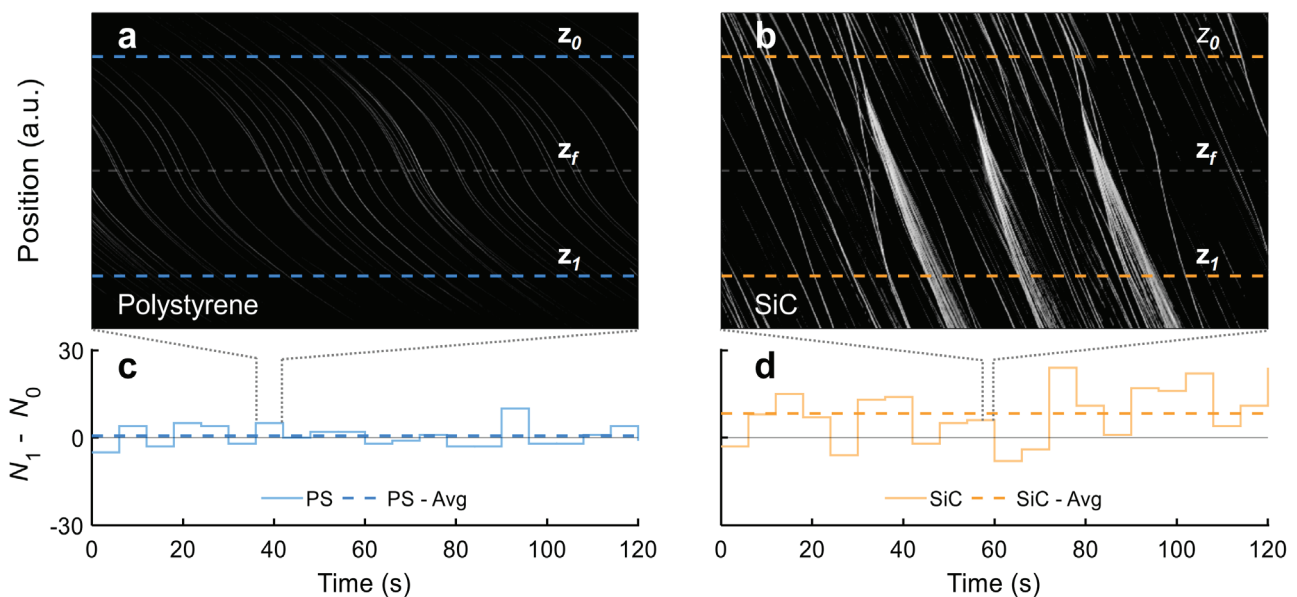 a
z0
Position (a.u.)
zf
z1
Polystyrene
b
z0
zf
z1
SiC
c
30
0
-30
N1 - N0
PS
PS - Avg
0
20
40
60
80
100
120
Time (s)
d
SiC
SiC - Avg
0
20
40
60
80
100
120
Time (s)